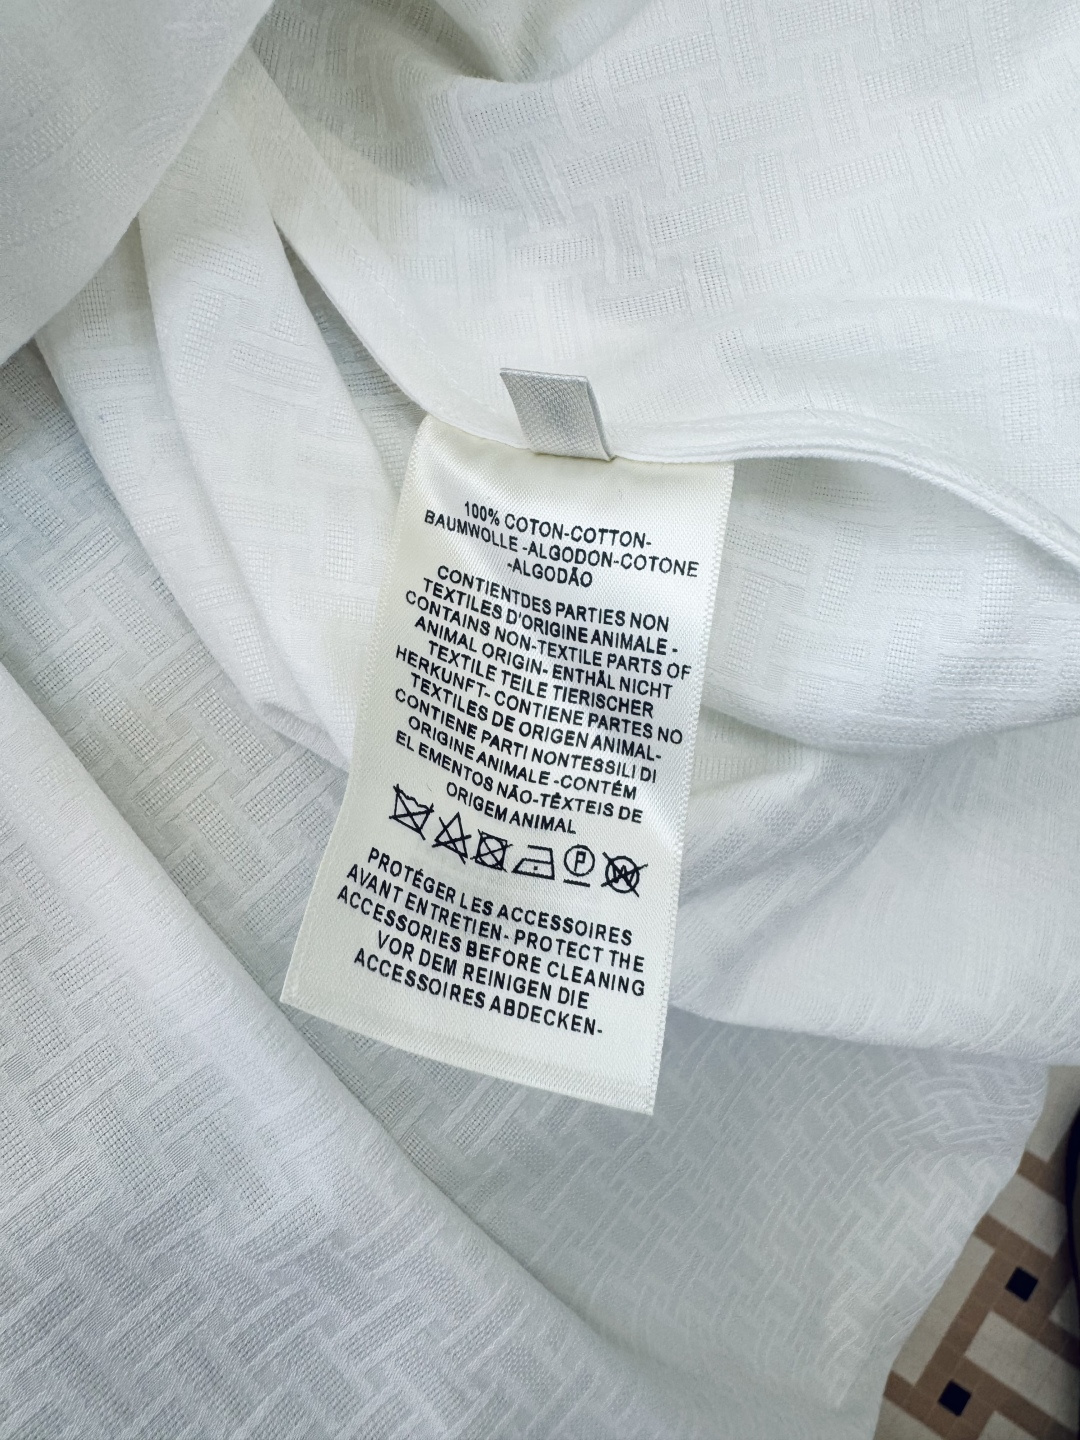 100% COTON-COTTON-
BAUMWOLLE -ALGODON-COTONE
-ALGODÃO
CONTIENTDES PARTIES NON
TEXTILES D'ORIGINE ANIMALE -
CONTAINS NON-TEXTILE PARTS OF
ANIMAL ORIGIN- ENTHÄL NICHT
TEXTILE TEILE TIERISCHER
HERKUNFT- CONTIENE PARTES NO
TEXTILES DE ORIGEN ANIMAL-
CONTIENE PARTI NONTESSILI DI
ORIGINE ANIMALE -CONTÉM
EL EMENTOS NÃO-TÊXTEIS DE
ORIGEM ANIMAL
P W
PROTÉGER LES ACCESSOIRES
AVANT ENTRETIEN- PROTECT THE
ACCESSORIES BEFORE CLEANING
VOR DEM REINIGEN DIE
ACCESSOIRES ABDECKEN-